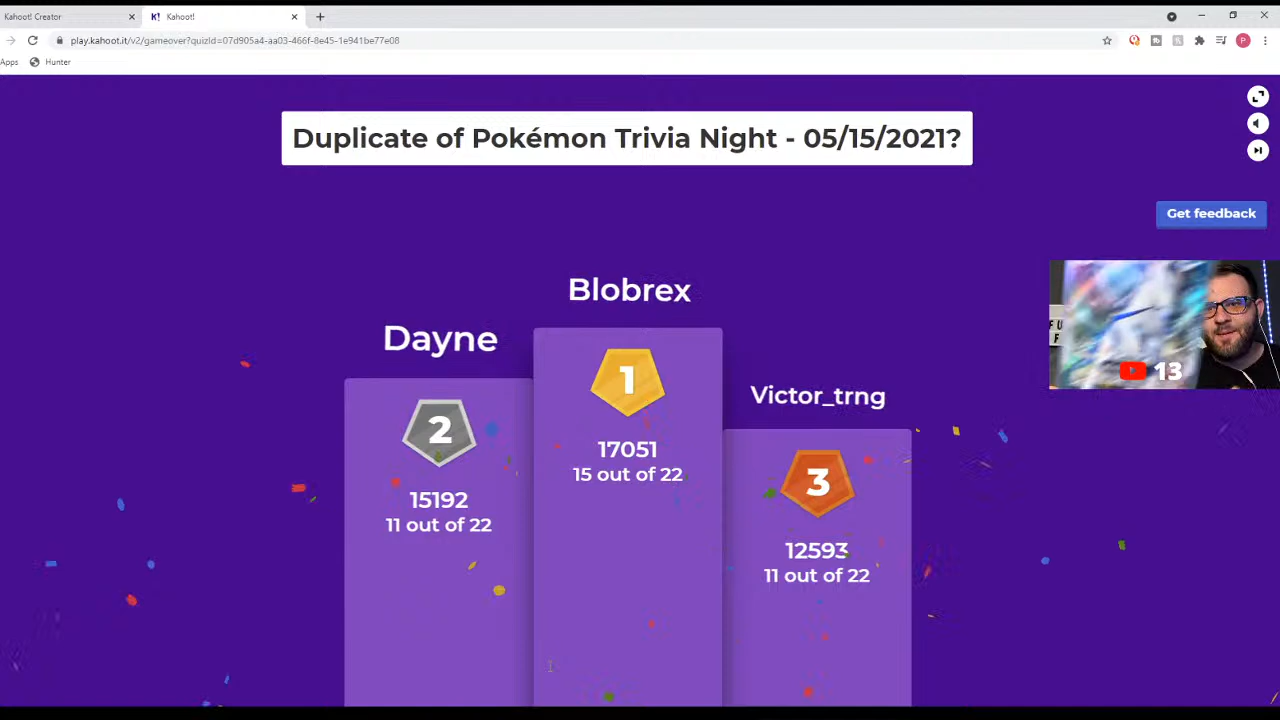 Kahoot! Creator
K! Kahoot!
play.kahoot.it/v2/gameover?quizId=07d905a4-aa03-466f-8e45-1e941be77e08
P
Apps
Hunter
Duplicate of Pokémon Trivia Night - 05/15/2021?
Get feedback
Blobrex
Dayne
Victor_trng
1
17051
15 out of 22
2
15192
11 out of 22
3
12593
11 out of 22
FU
F
13